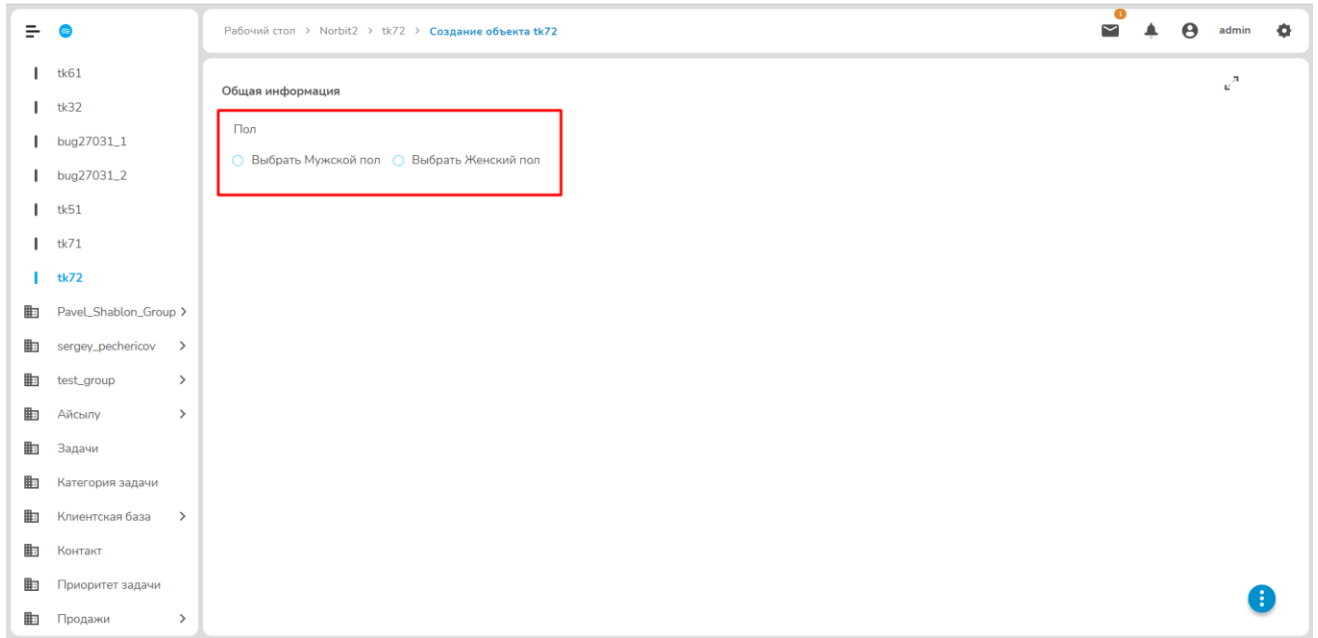 Рабочий стол > Norbit2 > tk72 > Создание объекта tk72
1
admin
tk61
tk32
bug27031_1
bug27031_2
tk51
tk71
tk72
Pavel_Shablon_Group
sergey_pechericov
test_group
Айсылу
Задачи
Категория задачи
Клиентская база
Контакт
Приоритет задачи
Продажи
Общая информация
Пол
Выбрать Мужской пол Выбрать Женский пол